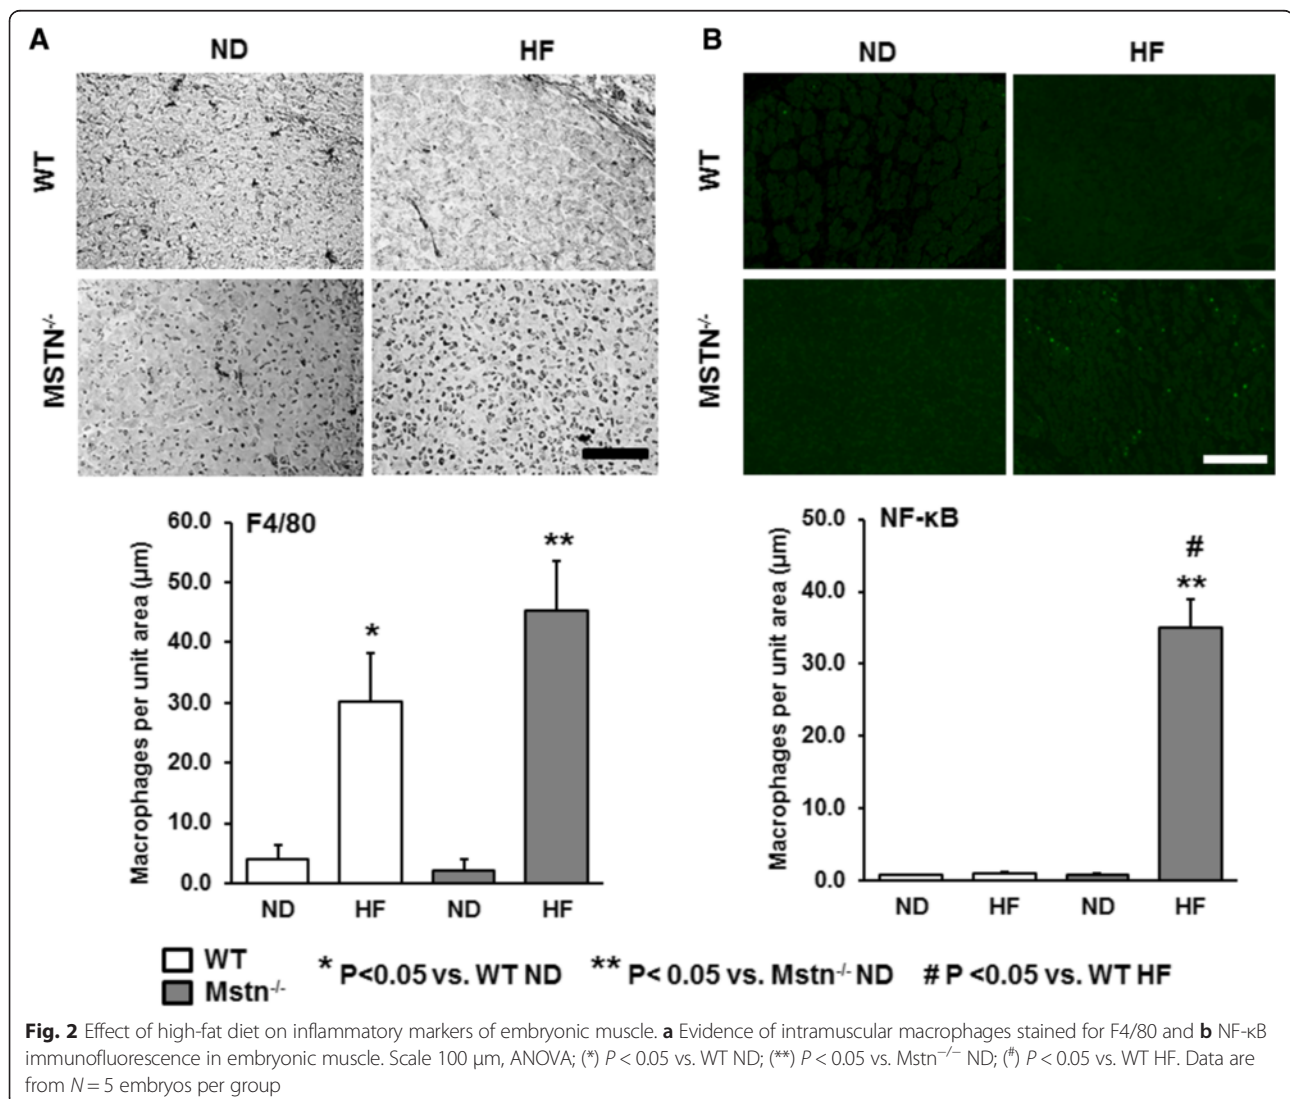 A
ND
HF
WT
MSTN-/-
B
ND
HF
WT
MSTN-/-
F4/80
Macrophages per unit area (µm)
60.0
50.0
40.0
30.0
20.0
10.0
0.0
*
**
ND HF ND HF
NF-κB
Macrophages per unit area (µm)
50.0
40.0
30.0
20.0
10.0
0.0
#
**
ND HF ND HF
WT
Mstn-/-
* P<0.05 vs. WT ND ** P< 0.05 vs. Mstn-/- ND # P <0.05 vs. WT HF
Fig. 2 Effect of high-fat diet on inflammatory markers of embryonic muscle. a Evidence of intramuscular macrophages stained for F4/80 and b NF-κB
immunofluorescence in embryonic muscle. Scale 100 µm, ANOVA; (*) P < 0.05 vs. WT ND; (**) P < 0.05 vs. Mstn−/− ND; (#) P < 0.05 vs. WT HF. Data are
from N = 5 embryos per group